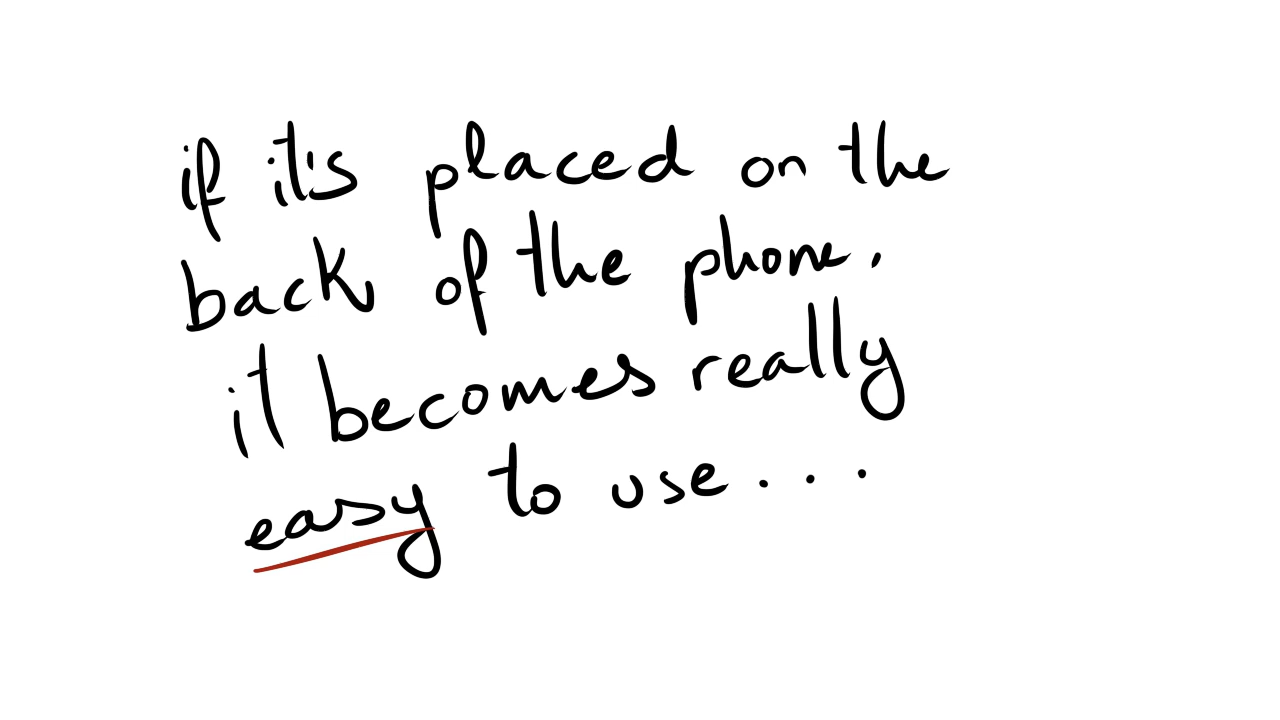 if it's placed on the
back of the phone,
it becomes really
easy to use...